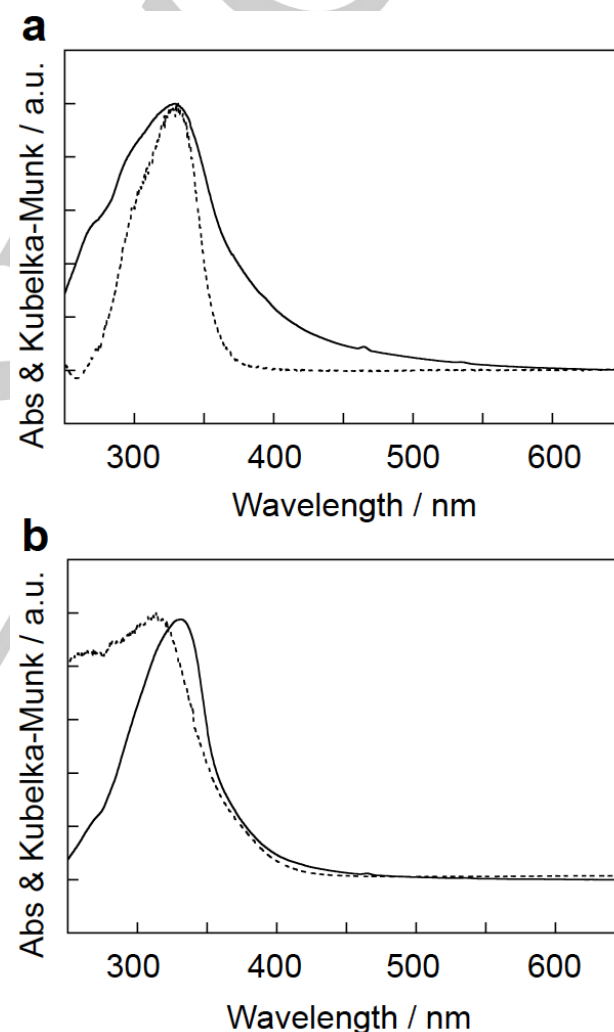 a
Abs & Kubelka-Munk / a.u.
300 400 500 600
Wavelength / nm
b
Abs & Kubelka-Munk / a.u.
300 400 500 600
Wavelength / nm